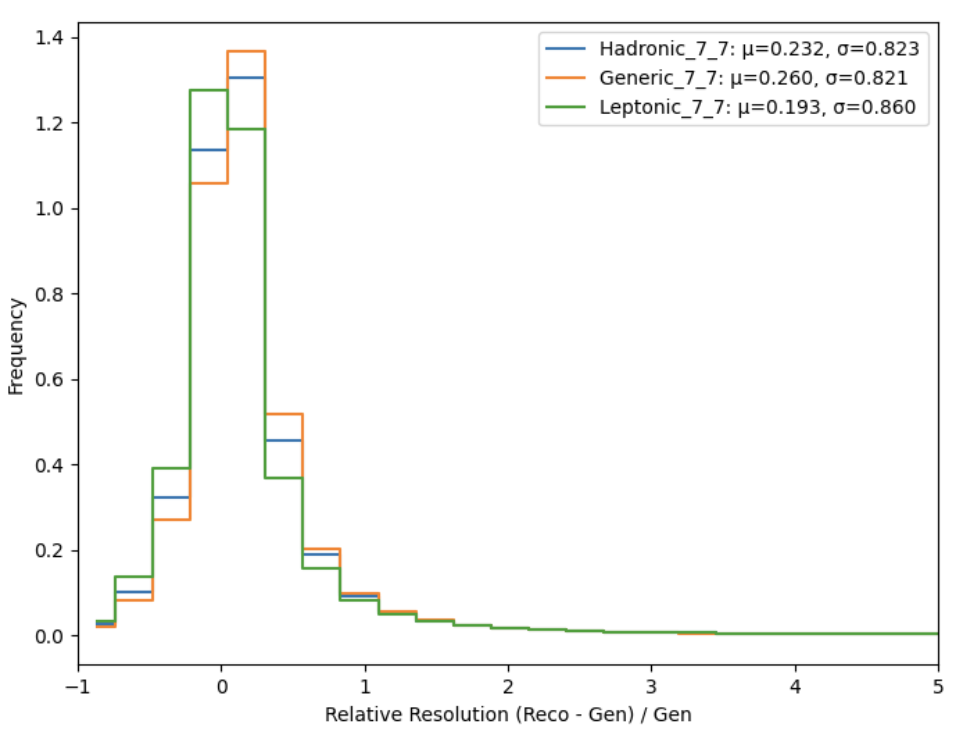 Hadronic_7_7: μ=0.232, σ=0.823
Generic_7_7: μ=0.260, σ=0.821
Leptonic_7_7: μ=0.193, σ=0.860
1.4
1.2
1.0
0.8
0.6
0.4
0.2
0.0
Frequency
−1 0 1 2 3 4 5
Relative Resolution (Reco - Gen) / Gen